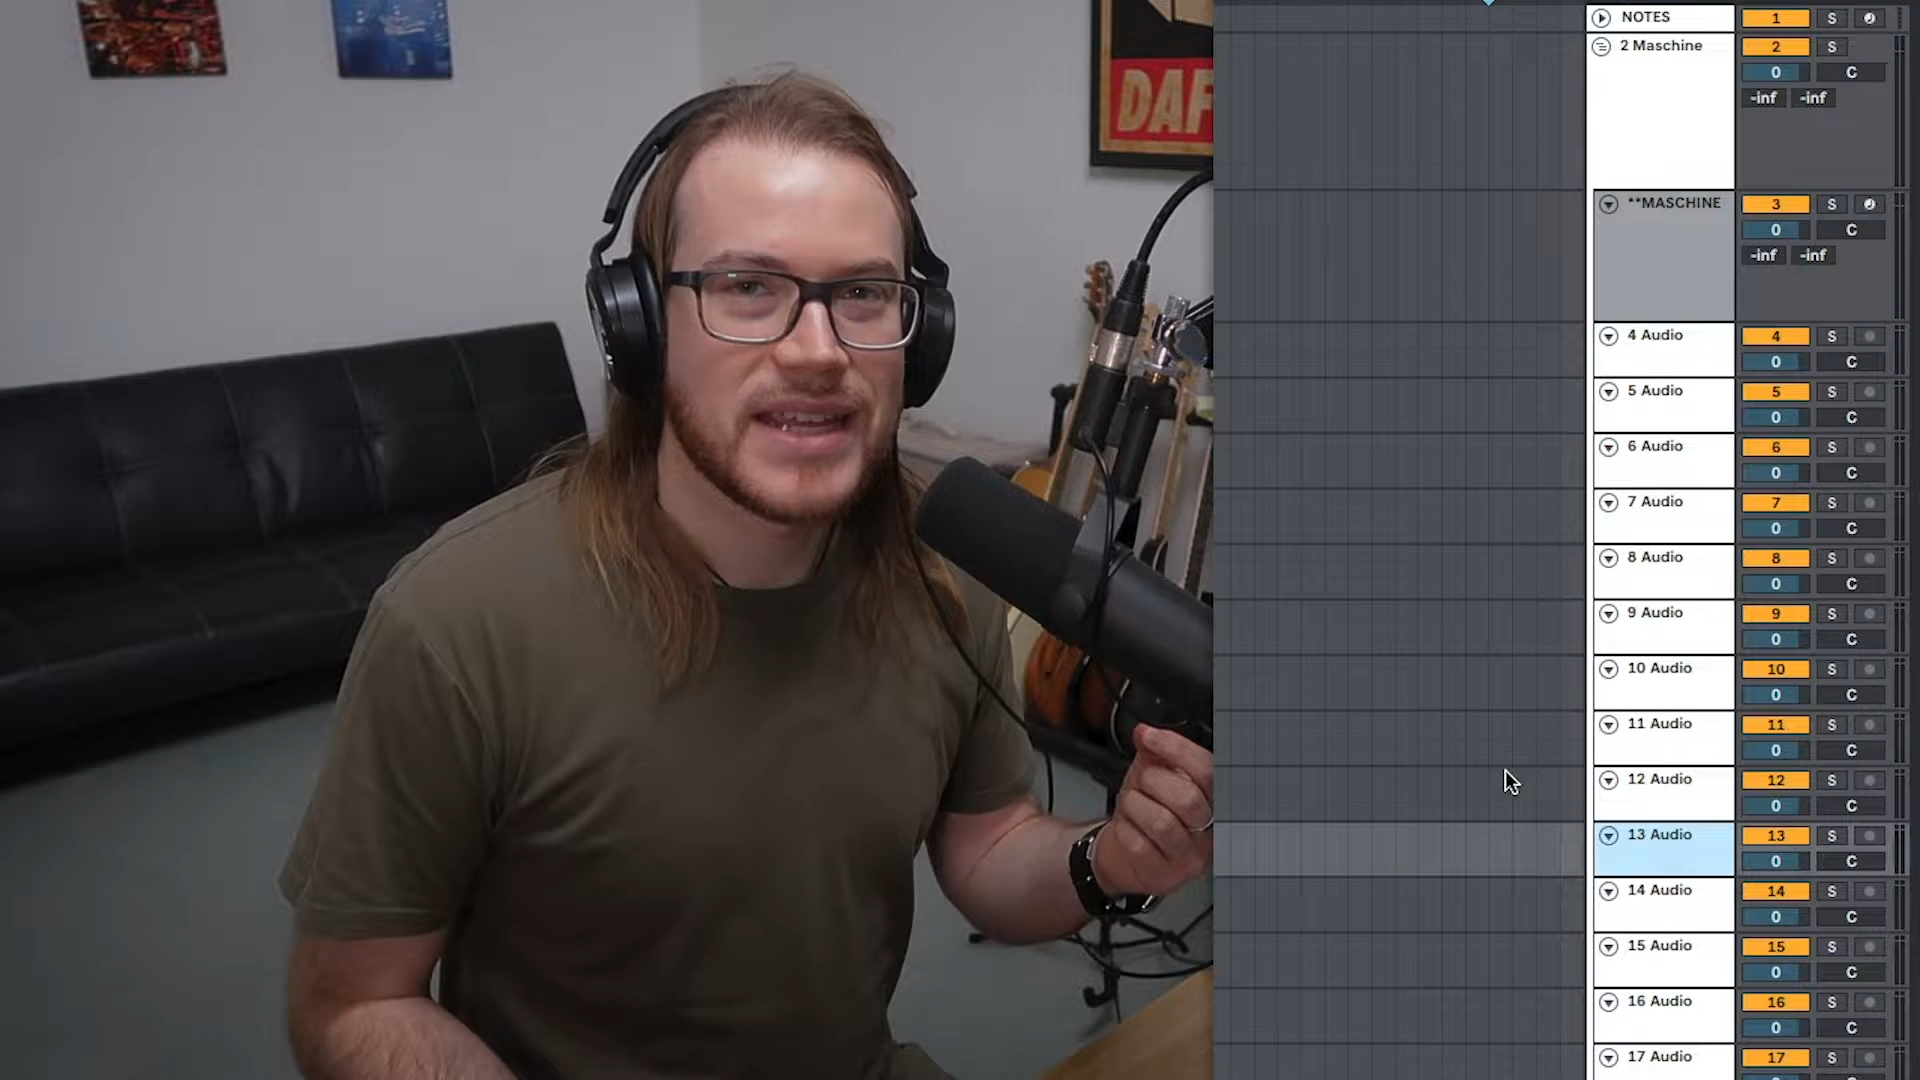 DAF
NOTES 1 S
2 Maschine 2 S
0 C
-inf -inf
**MASCHINE 3 S
0 C
-inf -inf
4 Audio 4 S
0 C
5 Audio 5 S
0 C
6 Audio 6 S
0 C
7 Audio 7 S
0 C
8 Audio 8 S
0 C
9 Audio 9 S
0 C
10 Audio 10 S
0 C
11 Audio 11 S
0 C
12 Audio 12 S
0 C
13 Audio 13 S
0 C
14 Audio 14 S
0 C
15 Audio 15 S
0 C
16 Audio 16 S
0 C
17 Audio 17 S